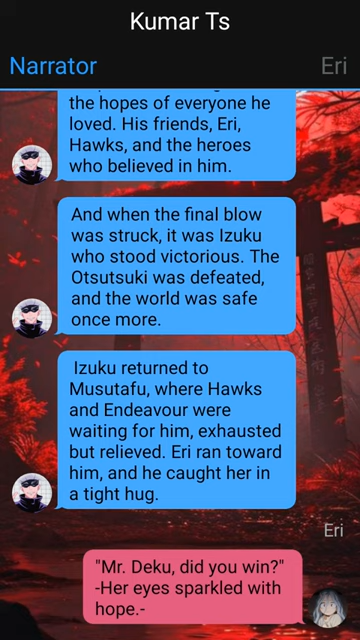 Kumar Ts
Narrator
Eri
the hopes of everyone he
loved. His friends, Eri,
Hawks, and the heroes
who believed in him.
And when the final blow
was struck, it was Izuku
who stood victorious. The
Otsutsuki was defeated,
and the world was safe
once more.
Izuku returned to
Musutafu, where Hawks
and Endeavour were
waiting for him, exhausted
but relieved. Eri ran toward
him, and he caught her in
a tight hug.
Eri
"Mr. Deku, did you win?"
-Her eyes sparkled with
hope.-